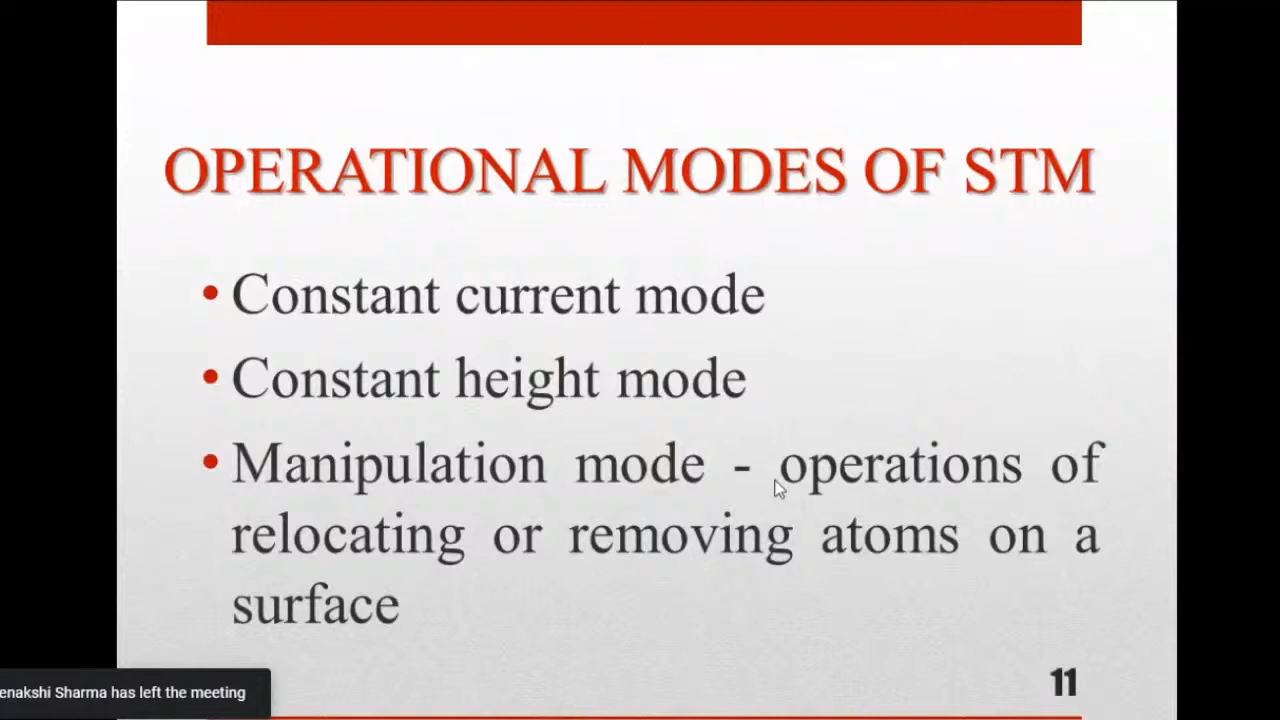 OPERATIONAL MODES OF STM
• Constant current mode
• Constant height mode
• Manipulation mode - operations of
relocating or removing atoms on a
surface
11
enakshi Sharma has left the meeting